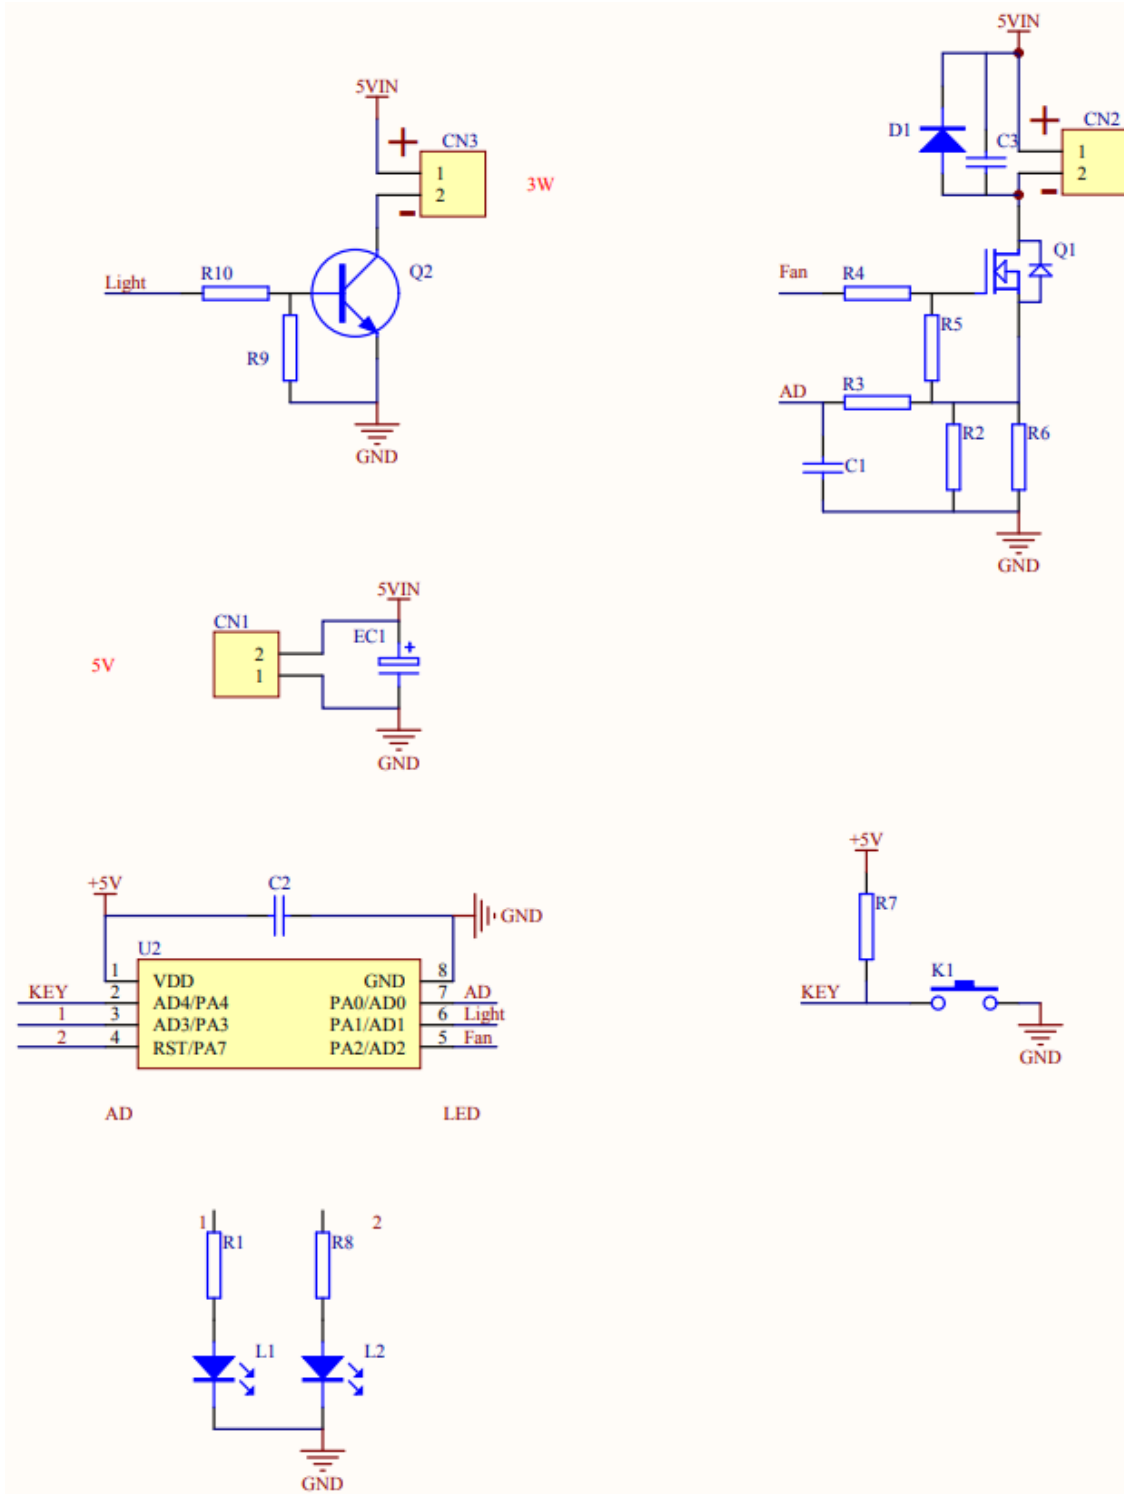 5VIN
CN3
+
1
2
-
3W
Light
R10
Q2
R9
GND
5VIN
D1
C3
+
CN2
1
2
-
Fan
R4
Q1
R5
AD
R3
R2
R6
C1
GND
5VIN
CN1
EC1
+
2
1
5V
GND
+5V
C2
GND
U2
1 VDD GND 8
KEY 2 AD4/PA4 PA0/AD0 7 AD
1 3 AD3/PA3 PA1/AD1 6 Light
2 4 RST/PA7 PA2/AD2 5 Fan
AD LED
+5V
R7
KEY
K1
GND
1 2
R1 R8
L1 L2
GND